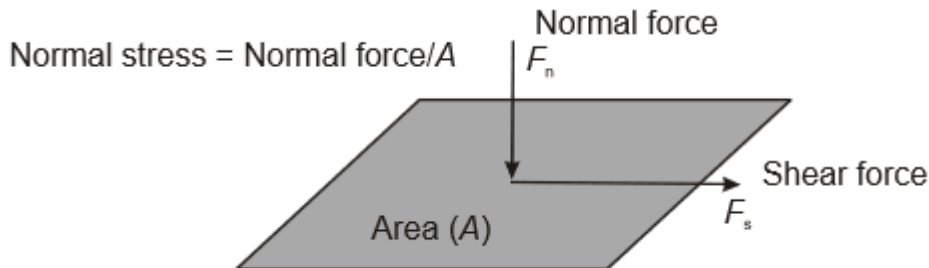 Normal force
Normal stress = Normal force/A
Fn
Shear force
Fs
Area (A)